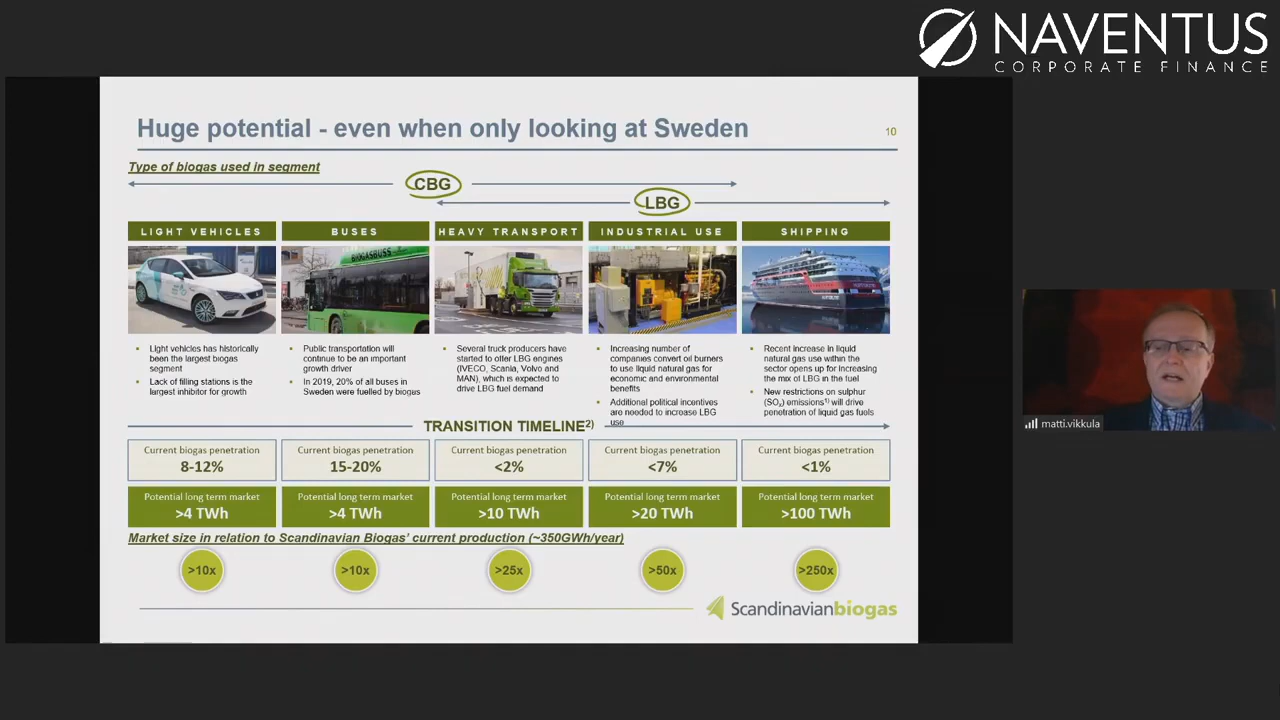 NAVENTUS
CORPORATE FINANCE
Huge potential - even when only looking at Sweden
10
Type of biogas used in segment
CBG
LBG
LIGHT VEHICLES
BUSES
HEAVY TRANSPORT
INDUSTRIAL USE
SHIPPING
BIOGASBUSS
Light vehicles has historically
been the largest biogas
segment
Lack of filling stations is the
largest inhibitor for growth
Public transportation will
continue to be an important
growth driver
In 2019, 20% of all buses in
Sweden were fuelled by biogas
Several truck producers have
started to offer LBG engines
(IVECO, Scania, Volvo and
MAN), which is expected to
drive LBG fuel demand
Increasing number of
companies convert oil burners
to use liquid natural gas for
economic and environmental
benefits
Additional political incentives
are needed to increase LBG
use
Recent increase in liquid
natural gas use within the
sector opens up for increasing
the mix of LBG in the fuel
New restrictions on sulphur
(SOx) emissions1) will drive
penetration of liquid gas fuels
TRANSITION TIMELINE2)
Current biogas penetration
8-12%
Current biogas penetration
15-20%
Current biogas penetration
<2%
Current biogas penetration
<7%
Current biogas penetration
<1%
Potential long term market
>4 TWh
Potential long term market
>4 TWh
Potential long term market
>10 TWh
Potential long term market
>20 TWh
Potential long term market
>100 TWh
Market size in relation to Scandinavian Biogas' current production (~350GWh/year)
>10x
>10x
>25x
>50x
>250x
Scandinavianbiogas
matti.vikkula